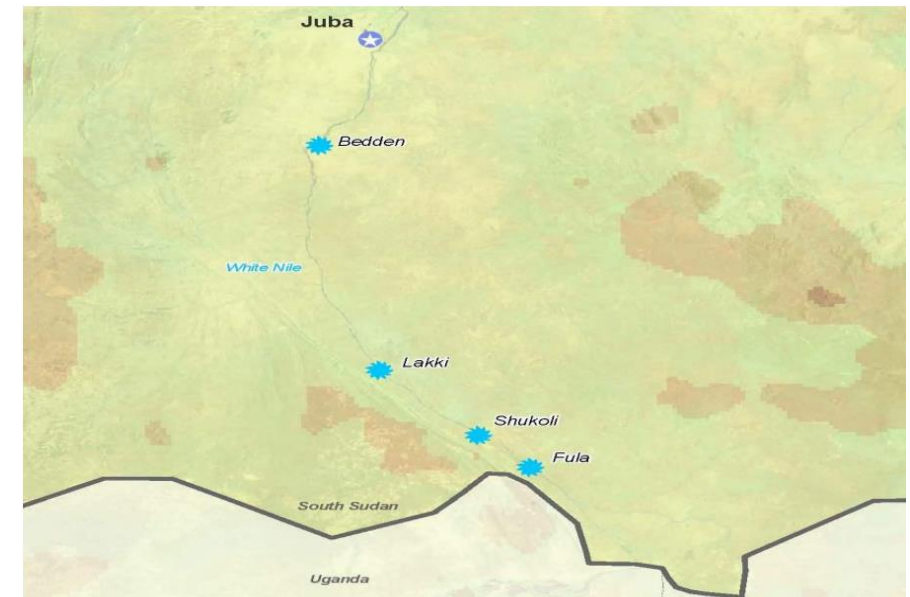 Juba
Bedden
White Nile
Lakki
Shukoli
Fula
South Sudan
Uganda